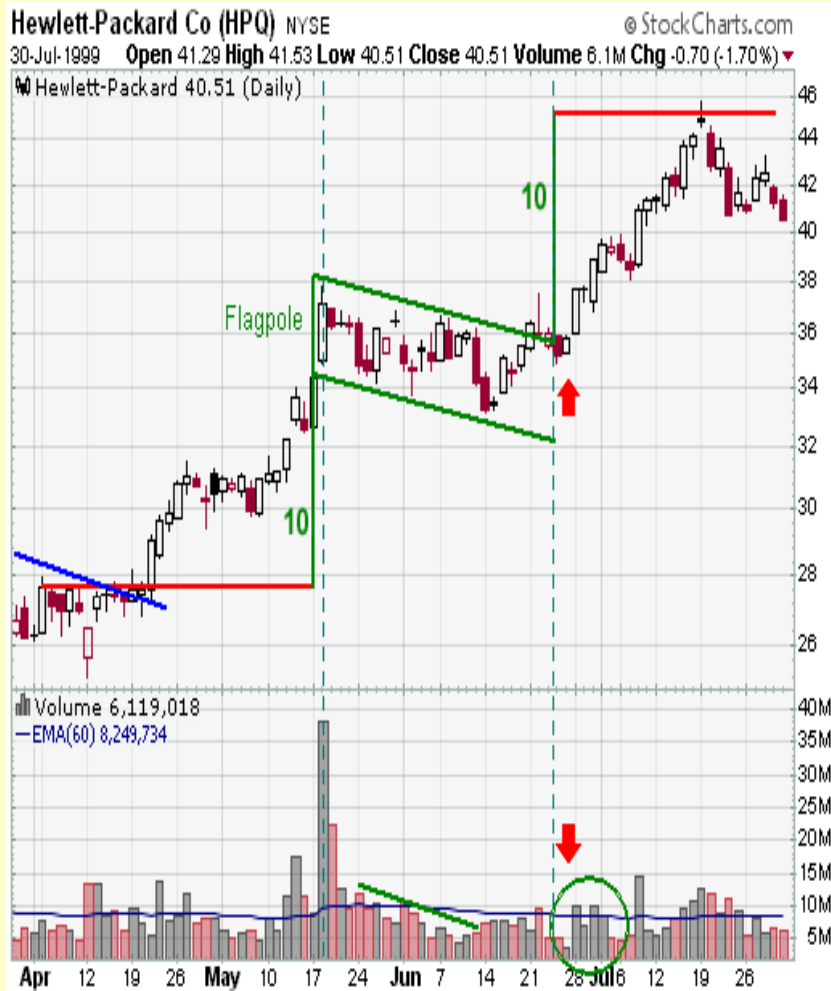 Hewlett-Packard Co (HPQ) NYSE © StockCharts.com
30-Jul-1999 Open 41.29 High 41.53 Low 40.51 Close 40.51 Volume 6.1M Chg -0.70 (-1.70%)
Hewlett-Packard 40.51 (Daily)
46
44
10
42
40
38
Flagpole
36
34
32
10
30
28
26
Volume 6,119,018
EMA(60) 8,249,734
40M
35M
30M
25M
20M
15M
10M
5M
Apr 12 19 26 May 10 17 24 Jun 7 14 21 28 Jul 6 12 19 26